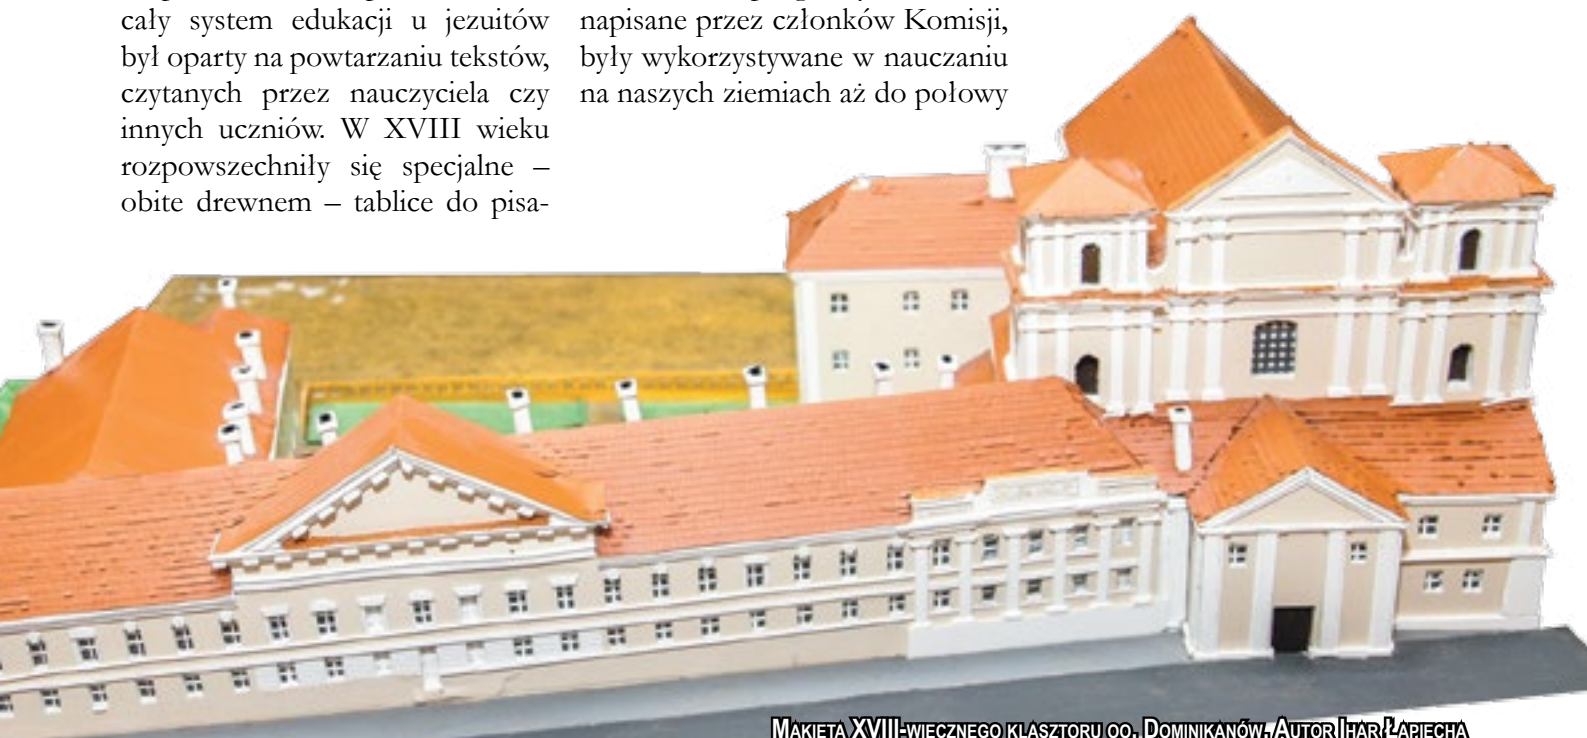 cały system edukacji u jezuitów
był oparty na powtarzaniu tekstów,
czytanych przez nauczyciela czy
innych uczniów. W XVIII wieku
rozpowszechniły się specjalne –
obite drewnem – tablice do pisa-
napisane przez członków Komisji,
były wykorzystywane w nauczaniu
na naszych ziemiach aż do połowy
Makieta XVIII-wiecznego klasztoru oo. Dominikanów. Autor Ihar Łapiecha